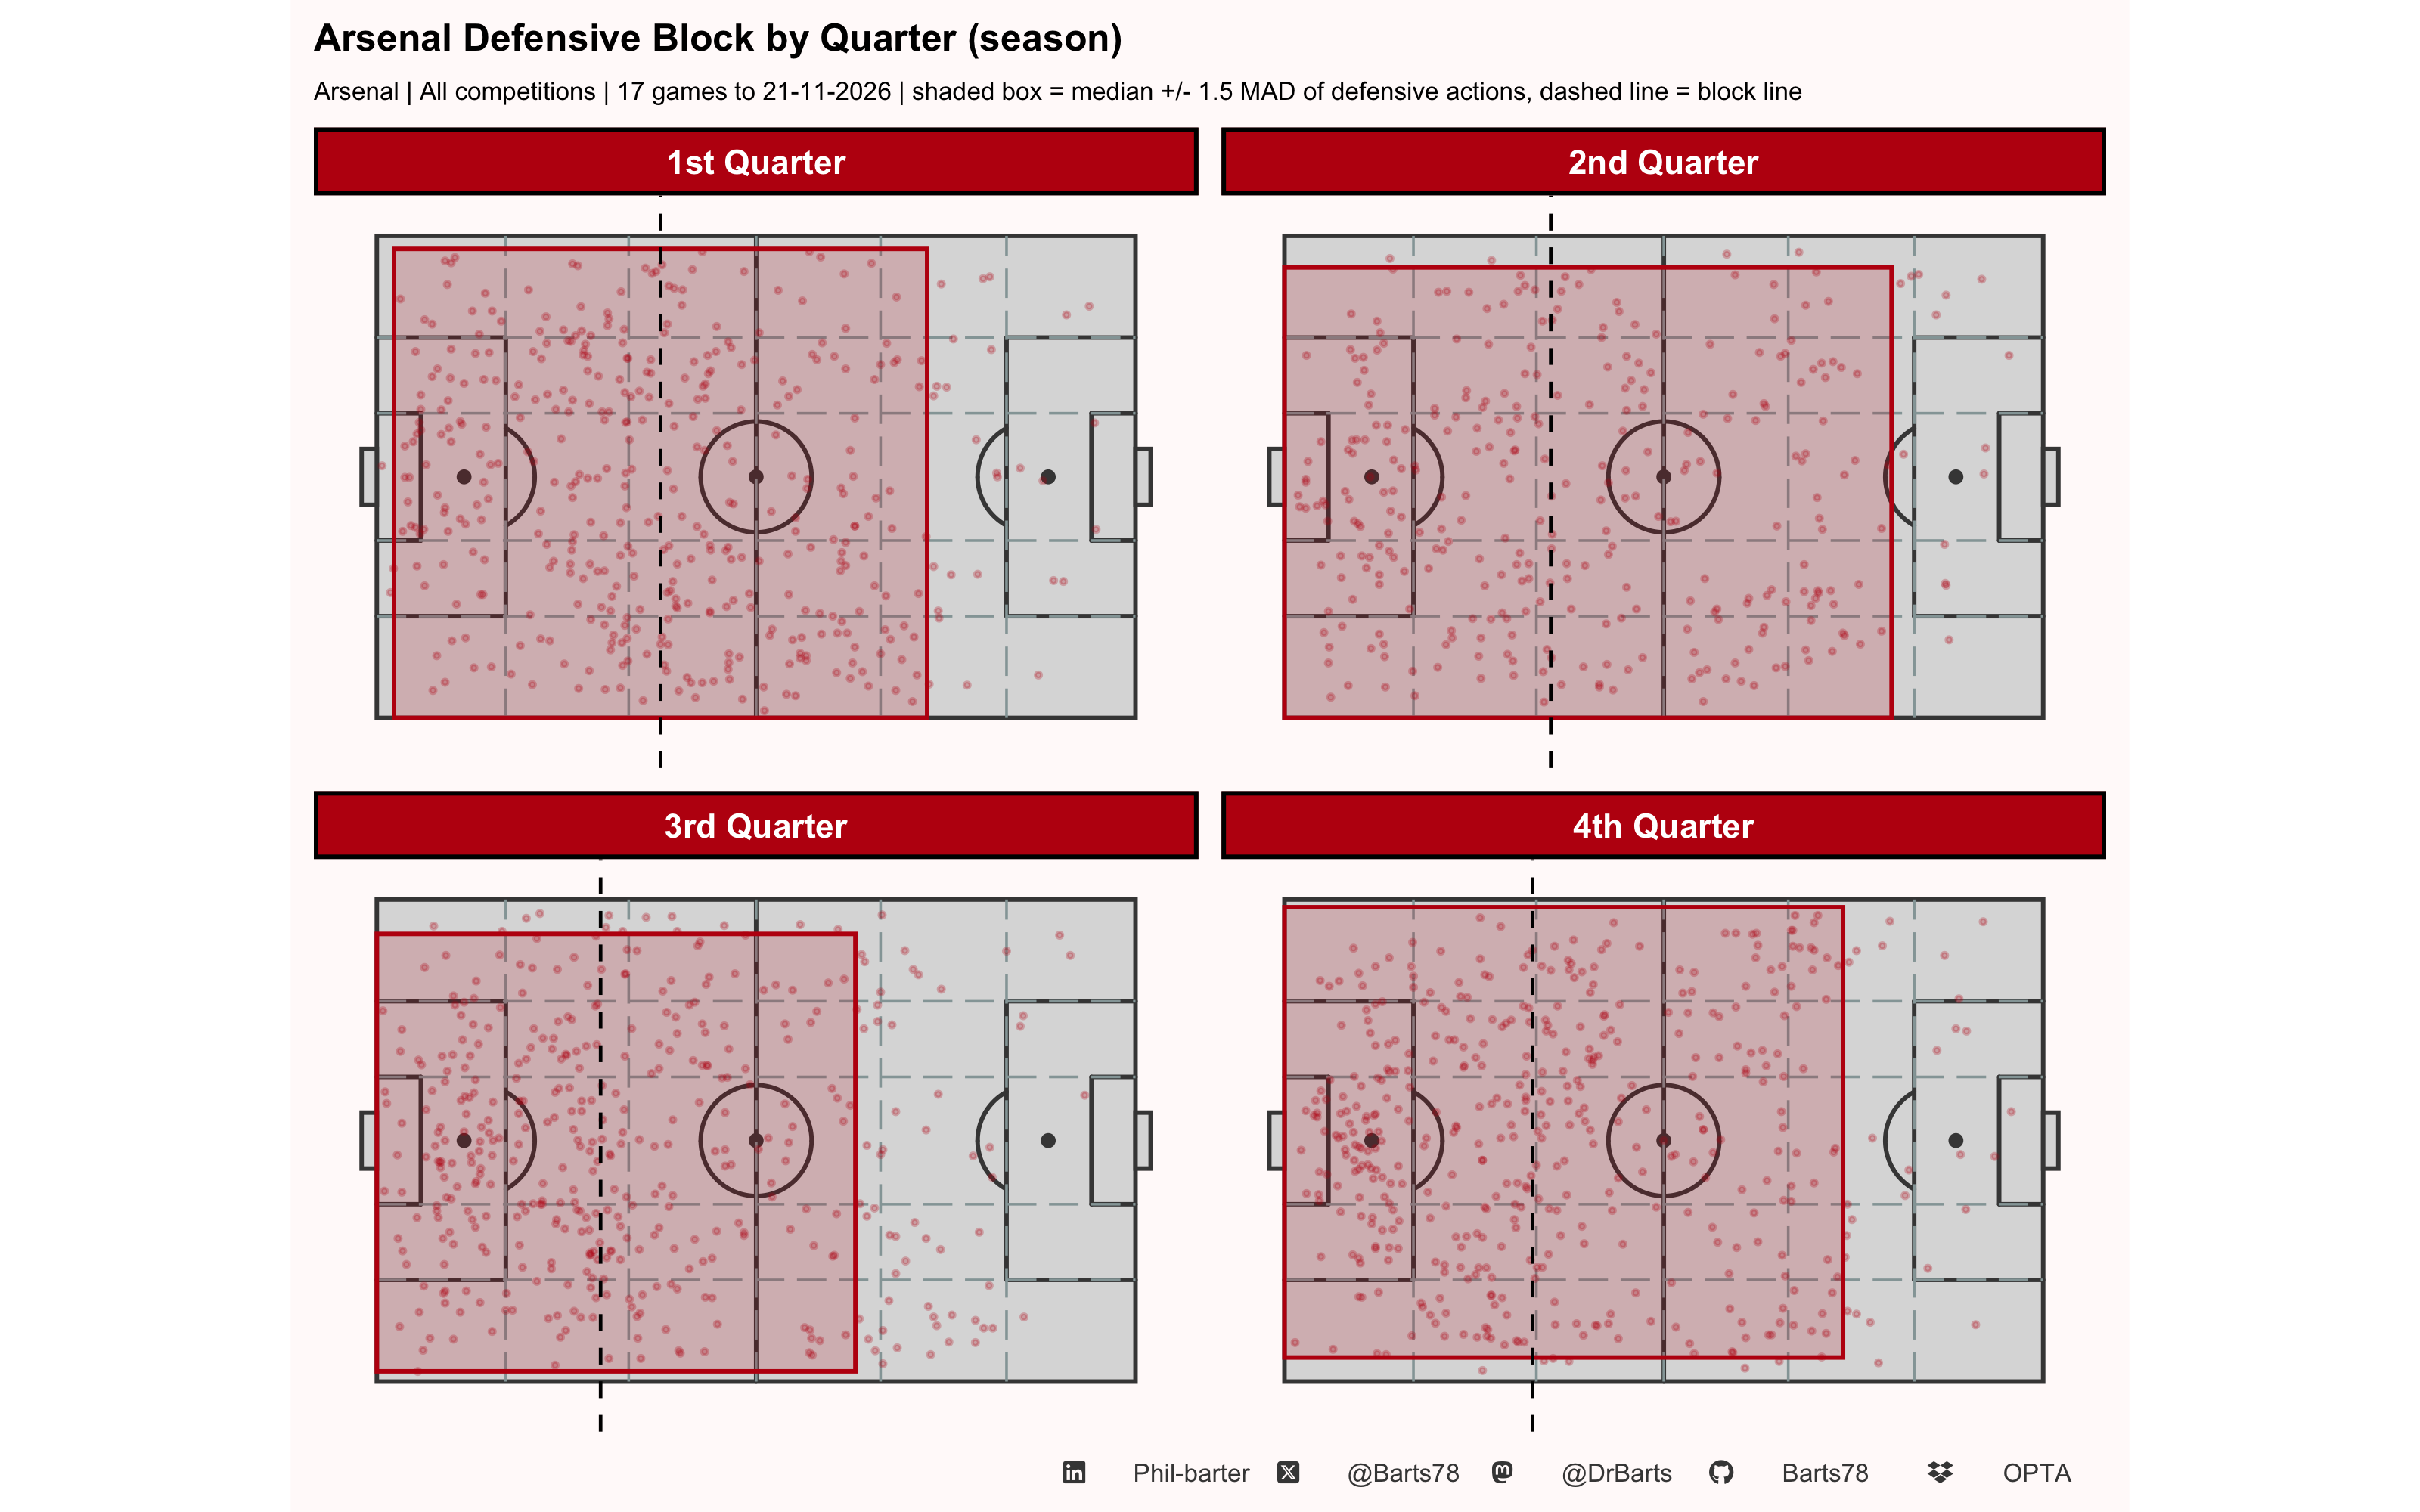 Arsenal Defensive Block by Quarter (season)
Arsenal | All competitions | 17 games to 21-11-2026 | shaded box = median +/- 1.5 MAD of defensive actions, dashed line = block line
1st Quarter
2nd Quarter
3rd Quarter
4th Quarter
Phil-barter @Barts78 @DrBarts Barts78 OPTA